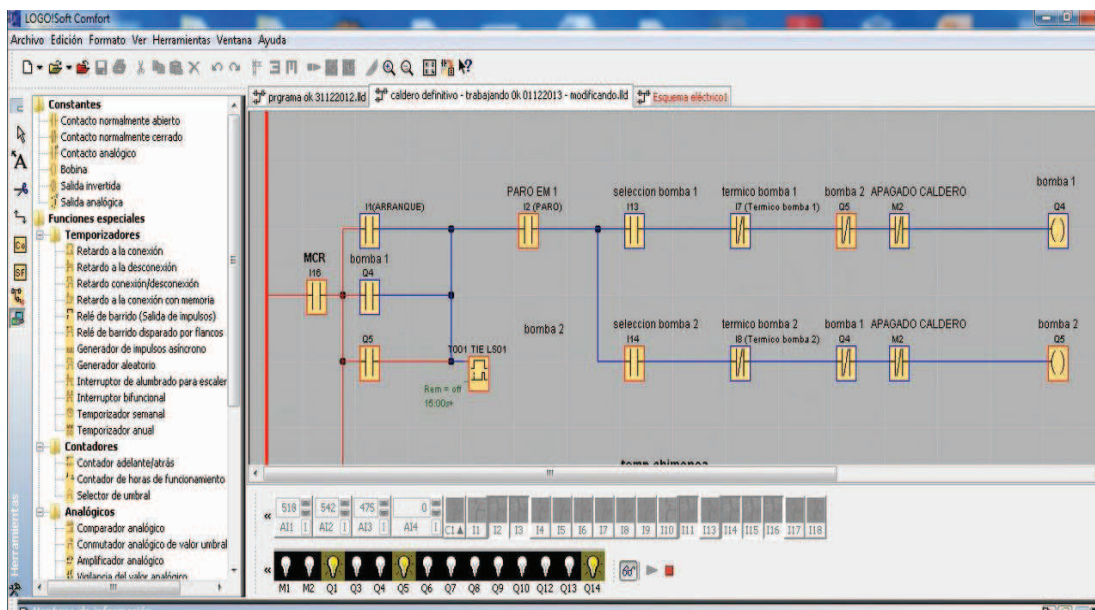 LOGO!Soft Comfort
Archivo Edición Formato Ver Herramientas Ventana Ayuda
prgrama ok 31122012.lld
caldero definitivo - trabajando 0k 01122013 - modificando.lld
Esquema eléctrico1
Constantes
Contacto normalmente abierto
Contacto normalmente cerrado
Contacto analógico
Bobina
Salida invertida
Salida analógica
Funciones especiales
Temporizadores
Retardo a la conexión
Retardo a la desconexión
Retardo conexión/desconexión
Retardo a la conexión con memoria
Relé de barrido (Salida de impulsos)
Relé de barrido disparado por flancos
Generador de impulsos asíncrono
Generador aleatorio
Interruptor de alumbrado para escaler
Interruptor bifuncional
Temporizador semanal
Temporizador anual
Contadores
Contador adelante/atrás
Contador de horas de funcionamiento
Selector de umbral
Analógicos
Comparador analógico
Conmutador analógico de valor umbral
Amplificador analógico
Vigilancia del valor analógico
Herramientas
Co
SF
bomba 1
PARO EM 1 seleccion bomba 1 termico bomba 1 bomba 2 APAGADO CALDERO
I1(ARRANQUE) I2 (PARO) I13 I7 (Termico bomba 1) Q5 M2 Q4
MCR bomba 1
I16 Q4
bomba 2 seleccion bomba 2 termico bomba 2 bomba 1 APAGADO CALDERO bomba 2
Q5 T001 TIE LS01 I14 I8 (Termico bomba 2) Q4 M2 Q5
Rem = off
15:00s+
temp chimenea
518 542 475 0
AI1 AI2 AI3 AI4 C1 I1 I2 I3 I4 I5 I6 I7 I8 I9 I10 I11 I13 I14 I15 I16 I17 I18
M1 M2 Q1 Q3 Q4 Q5 Q6 Q7 Q8 Q9 Q10 Q12 Q13 Q14